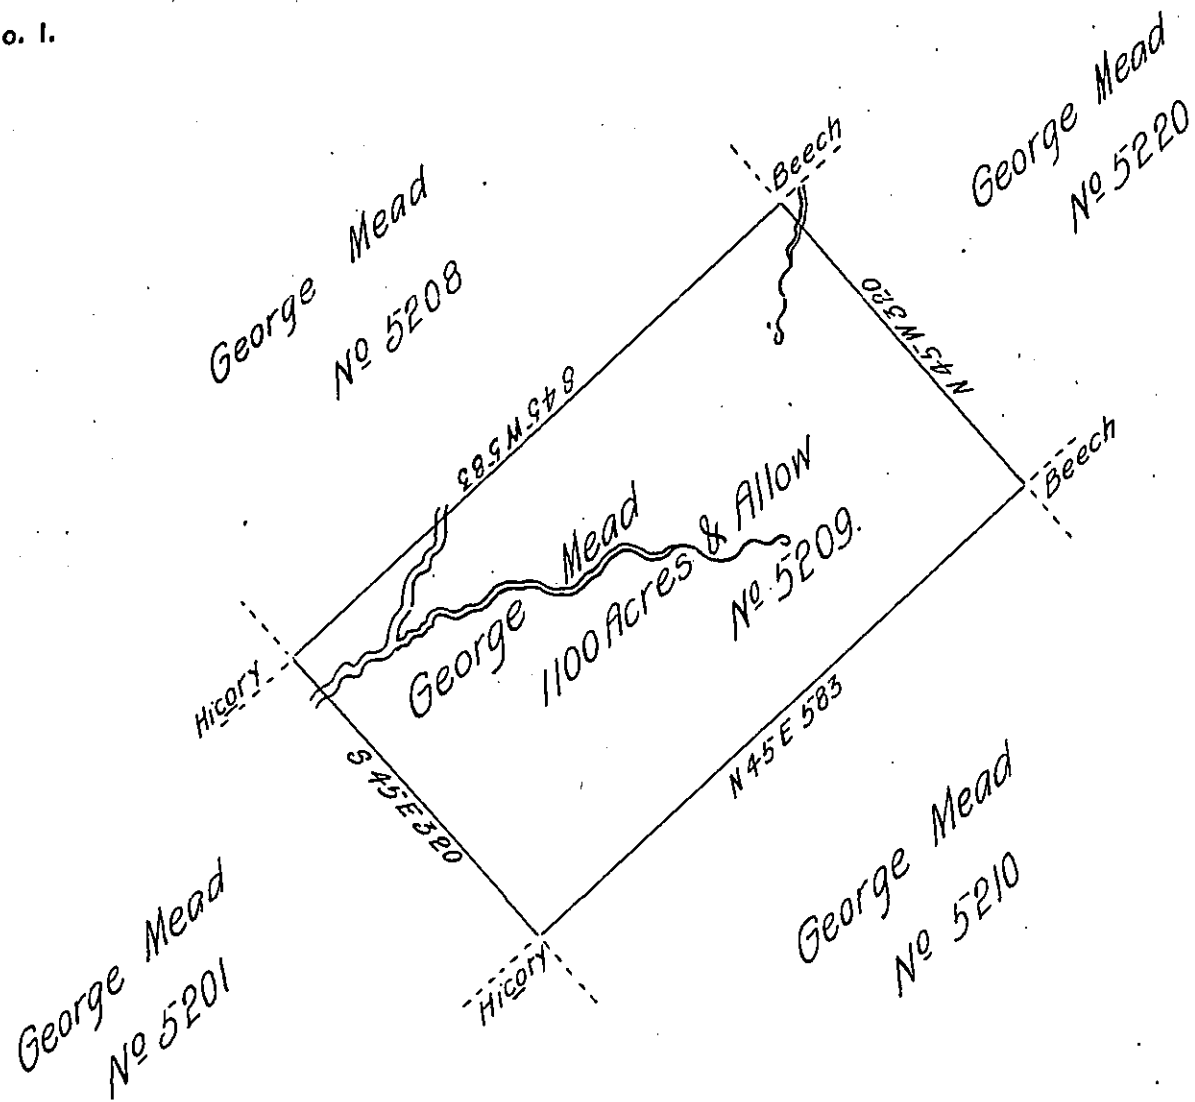 o. 1.
George Mead
No 5220
Beech
George Mead
No 5208
N 45 W 320
S 45 W 583
Beech
George Mead
1100 Acres & Allow
No 5209.
Hicory
N 45 E 583
S 45 E 320
George Mead
No 5210
Hicory
George Mead
No 5201